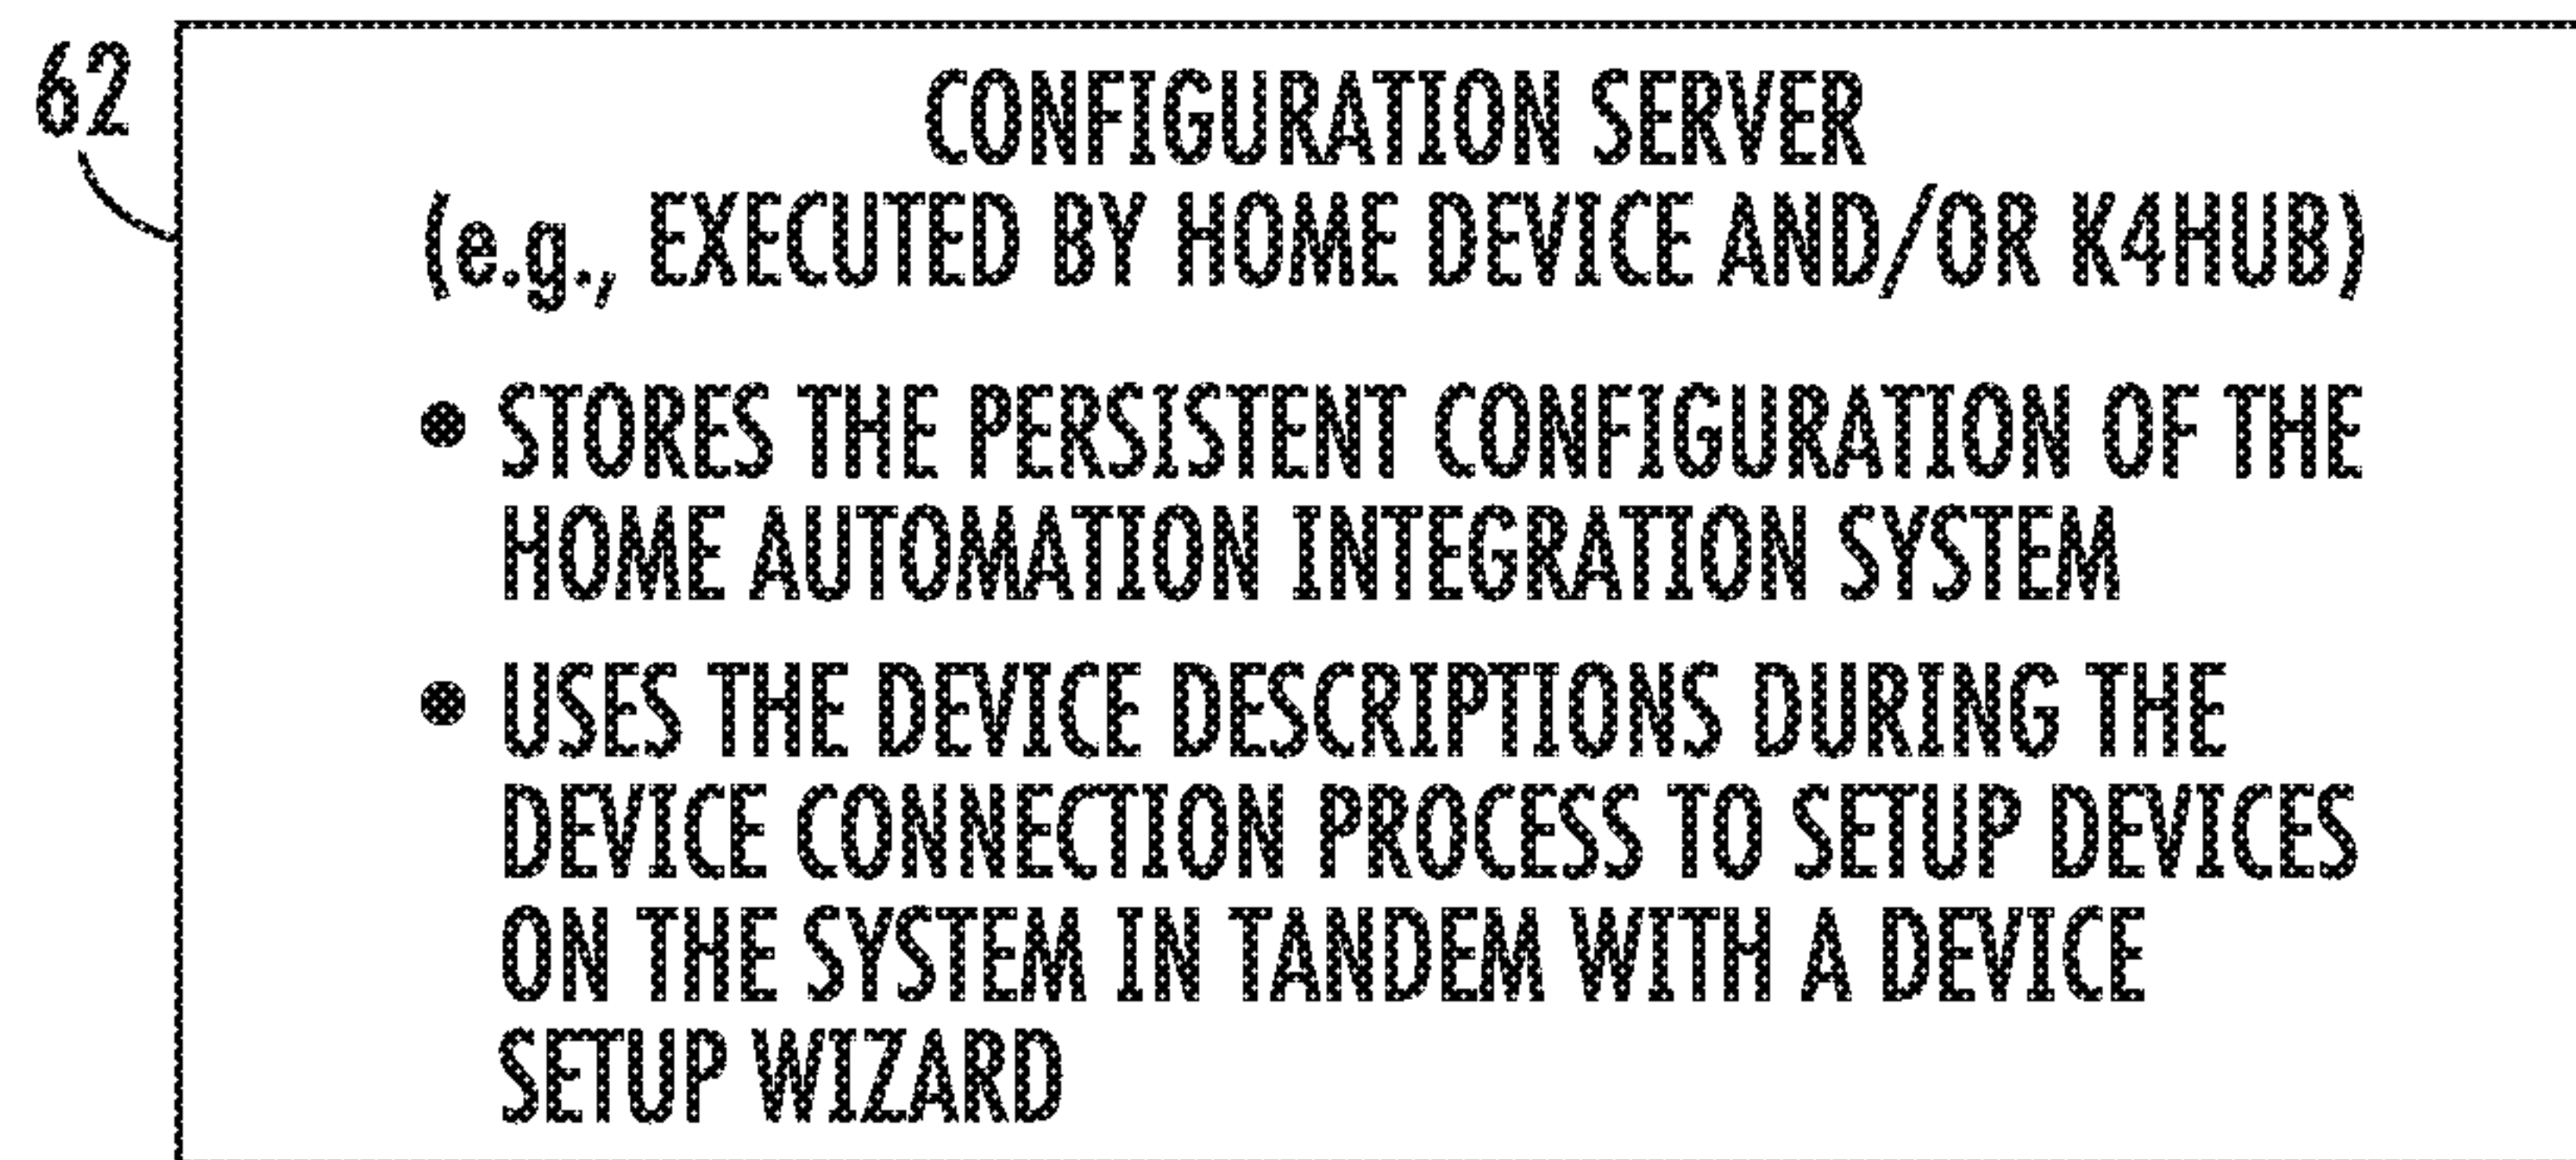 62
CONFIGURATION SERVER
(e.g., EXECUTED BY HOME DEVICE AND/OR K4HUB)
• STORES THE PERSISTENT CONFIGURATION OF THE
HOME AUTOMATION INTEGRATION SYSTEM
• USES THE DEVICE DESCRIPTIONS DURING THE
DEVICE CONNECTION PROCESS TO SETUP DEVICES
ON THE SYSTEM IN TANDEM WITH A DEVICE
SETUP WIZARD